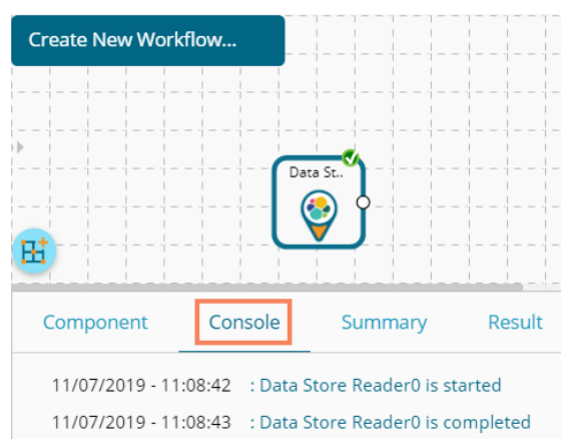 Create New Workflow...
Data St..
Component Console Summary Result
11/07/2019 - 11:08:42 : Data Store Reader0 is started
11/07/2019 - 11:08:43 : Data Store Reader0 is completed